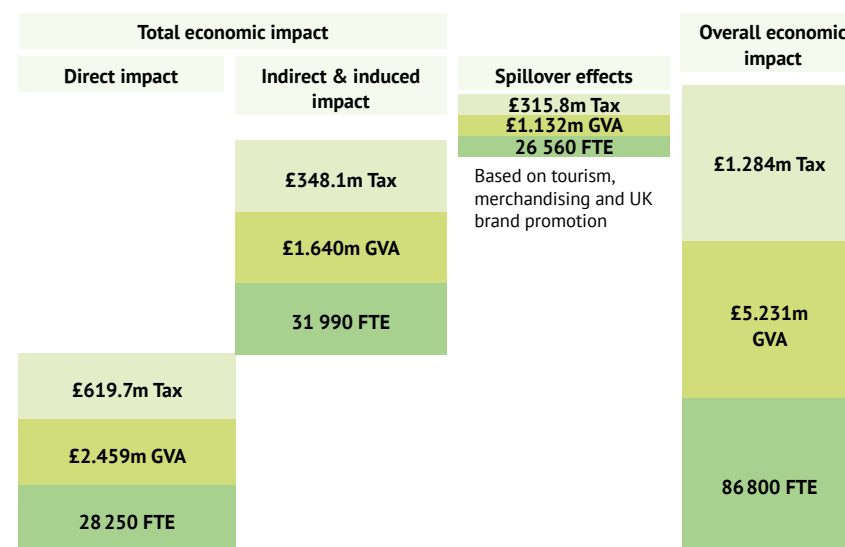 Total economic impact
Overall economic
impact
Direct impact
Indirect & induced
impact
Spillover effects
£315.8m Tax
£1.132m GVA
26 560 FTE
Based on tourism,
merchandising and UK
brand promotion
£348.1m Tax
£1.640m GVA
31 990 FTE
£619.7m Tax
£2.459m GVA
28 250 FTE
£1.284m Tax
£5.231m
GVA
86 800 FTE